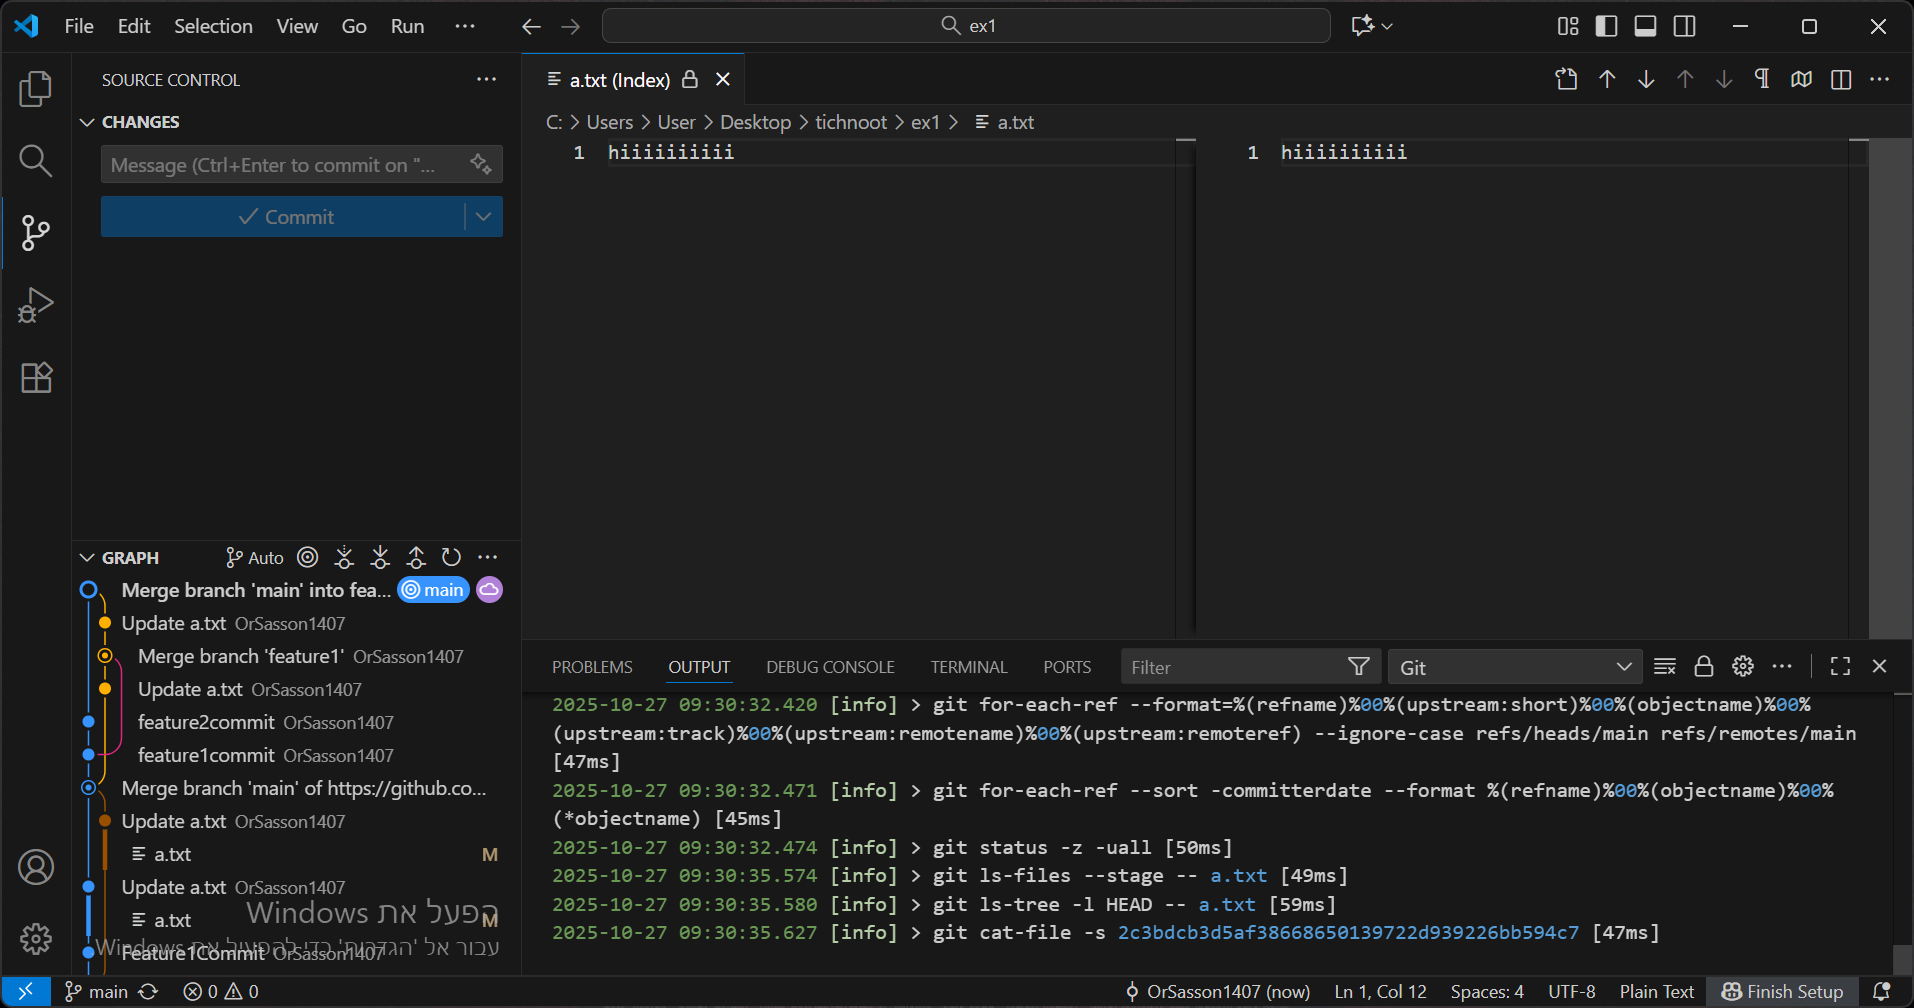 File Edit Selection View Go Run ··· ex1
SOURCE CONTROL
CHANGES
Message (Ctrl+Enter to commit on "...
Commit
a.txt (Index)
C: > Users > User > Desktop > tichnoot > ex1 > a.txt
1 hiiiiiiiiii
1 hiiiiiiiiii
GRAPH Auto
Merge branch 'main' into fea... main
Update a.txt OrSasson1407
Merge branch 'feature1' OrSasson1407
Update a.txt OrSasson1407
feature2commit OrSasson1407
feature1commit OrSasson1407
Merge branch 'main' of https://github.co...
Update a.txt OrSasson1407
a.txt M
Update a.txt OrSasson1407
a.txt M
Feature1Commit OrSasson1407
הפעל את Windows
עבור אל 'הגדרות' כדי להפעיל את Windows
PROBLEMS OUTPUT DEBUG CONSOLE TERMINAL PORTS Filter Git
2025-10-27 09:30:32.420 [info] > git for-each-ref --format=%(refname)%00%(upstream:short)%00%(objectname)%00%
(upstream:track)%00%(upstream:remotename)%00%(upstream:remoteref) --ignore-case refs/heads/main refs/remotes/main
[47ms]
2025-10-27 09:30:32.471 [info] > git for-each-ref --sort -committerdate --format %(refname)%00%(objectname)%00%
(*objectname) [45ms]
2025-10-27 09:30:32.474 [info] > git status -z -uall [50ms]
2025-10-27 09:30:35.574 [info] > git ls-files --stage -- a.txt [49ms]
2025-10-27 09:30:35.580 [info] > git ls-tree -l HEAD -- a.txt [59ms]
2025-10-27 09:30:35.627 [info] > git cat-file -s 2c3bdcb3d5af38668650139722d939226bb594c7 [47ms]
main 0 0 OrSasson1407 (now) Ln 1, Col 12 Spaces: 4 UTF-8 Plain Text Finish Setup